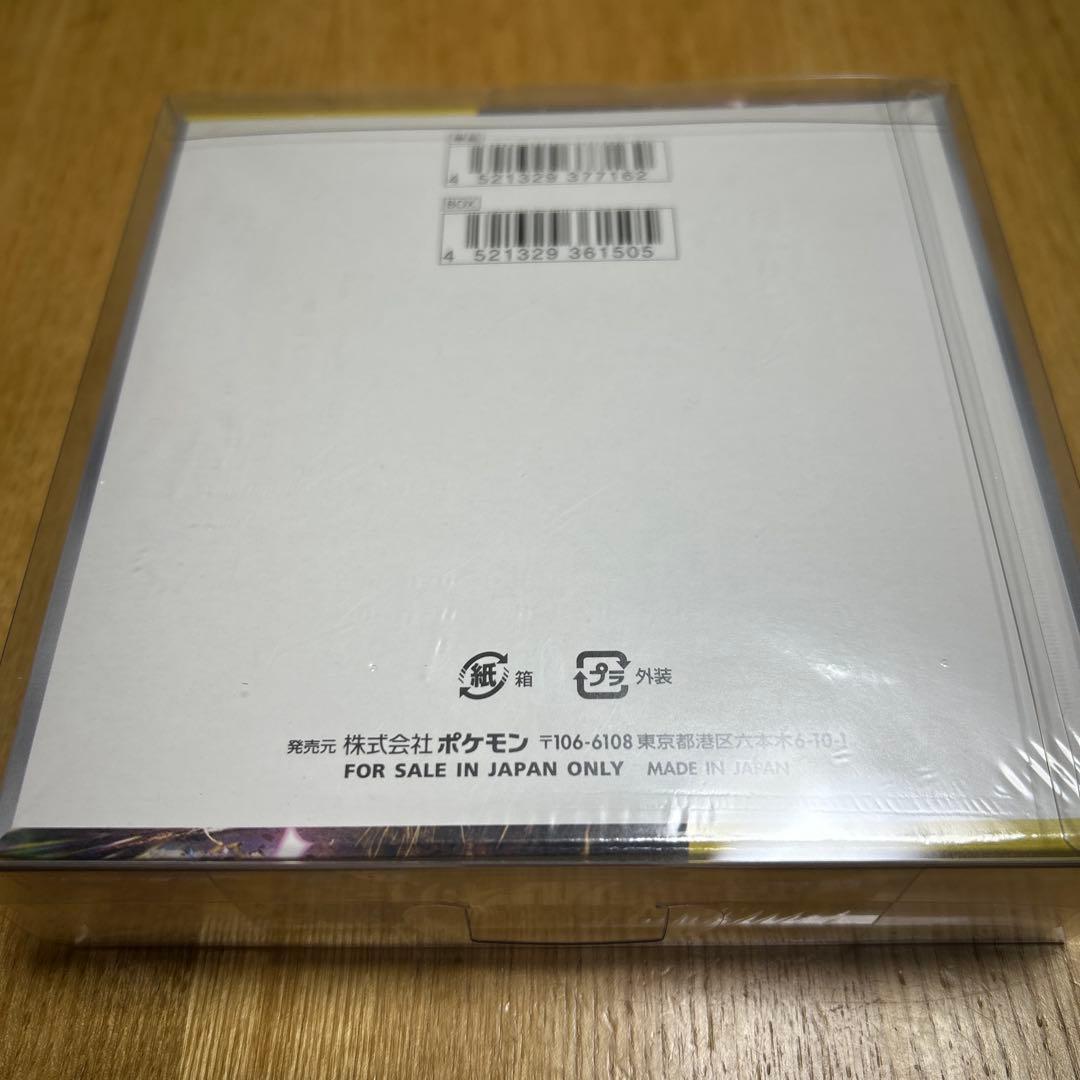 4 521329 377162
BOX
4 521329 361505
紙 箱 プラ 外装
発売元 株式会社 ポケモン 〒106-6108 東京都港区六本木6-10-1
FOR SALE IN JAPAN ONLY MADE IN JAPAN